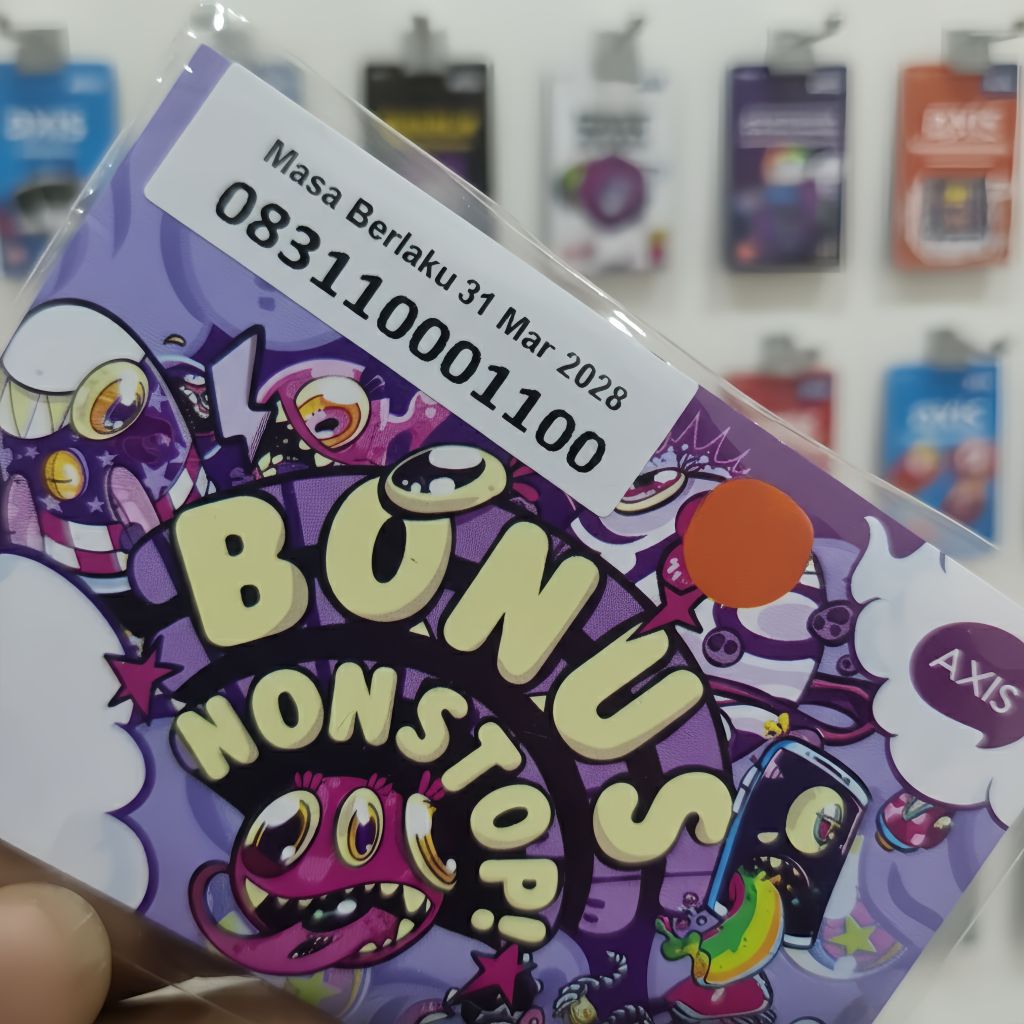 Masa Berlaku 31 Mar 2028
083110001100
BONUS
NONSTOP!
AXIS